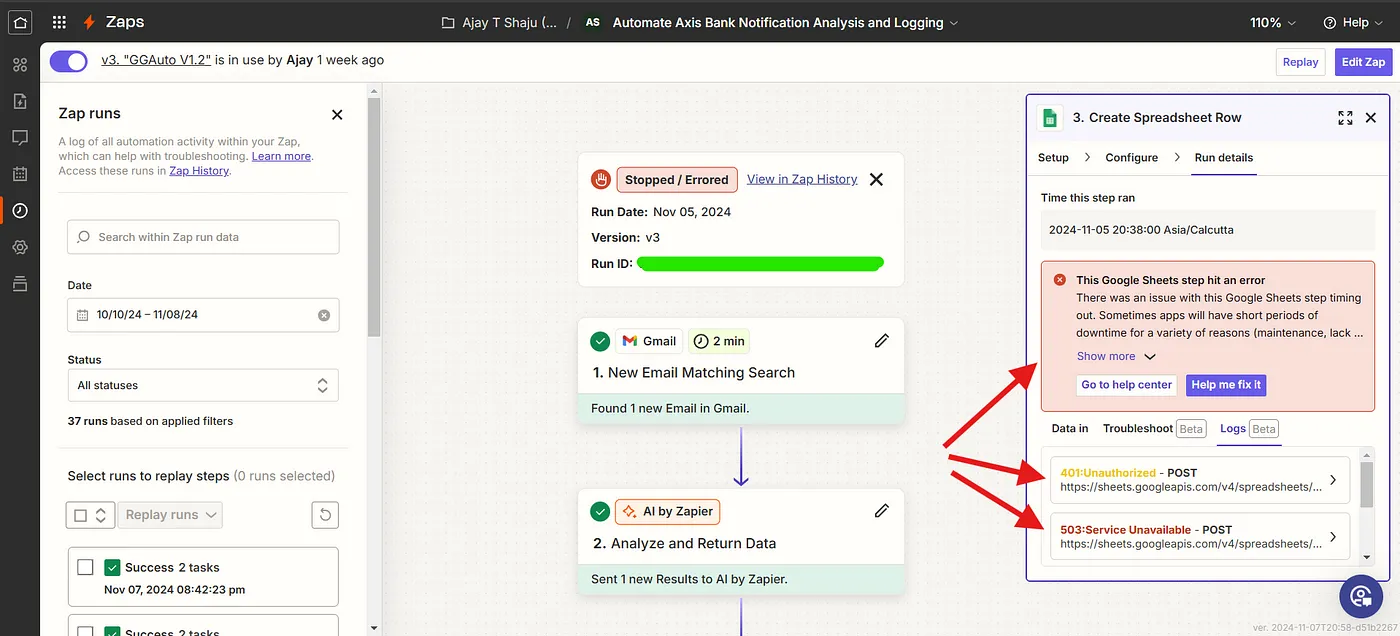 Zaps
Ajay T Shaju (... / AS Automate Axis Bank Notification Analysis and Logging
110%
Help
v3. "GGAuto V1.2" is in use by Ajay 1 week ago
Replay
Edit Zap
Zap runs
A log of all automation activity within your Zap,
which can help with troubleshooting. Learn more.
Access these runs in Zap History.
Search within Zap run data
Date
10/10/24 – 11/08/24
Status
All statuses
37 runs based on applied filters
Select runs to replay steps (0 runs selected)
Replay runs
Success 2 tasks
Nov 07, 2024 08:42:23 pm
Success 2 tasks
Stopped / Errored
View in Zap History
Run Date: Nov 05, 2024
Version: v3
Run ID:
Gmail
2 min
1. New Email Matching Search
Found 1 new Email in Gmail.
AI by Zapier
2. Analyze and Return Data
Sent 1 new Results to AI by Zapier.
3. Create Spreadsheet Row
Setup
Configure
Run details
Time this step ran
2024-11-05 20:38:00 Asia/Calcutta
This Google Sheets step hit an error
There was an issue with this Google Sheets step timing
out. Sometimes apps will have short periods of
downtime for a variety of reasons (maintenance, lack ...
Show more
Go to help center
Help me fix it
Data in
Troubleshoot Beta
Logs Beta
401:Unauthorized - POST
https://sheets.googleapis.com/v4/spreadsheets/...
503:Service Unavailable - POST
https://sheets.googleapis.com/v4/spreadsheets/...
ver. 2024-11-07T20:58-d51b2267